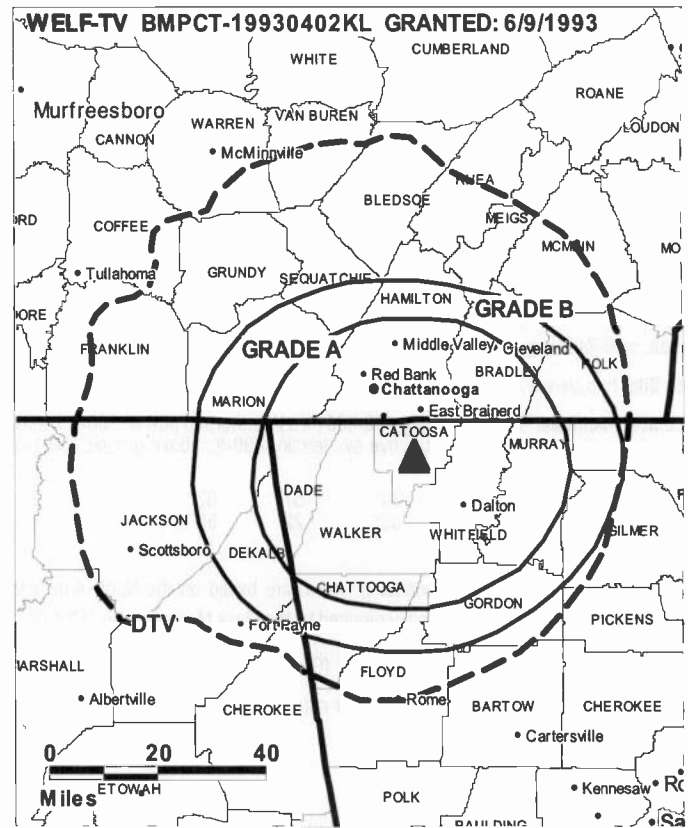 WELF-TV BMPCT-19930402KL GRANTED: 6/9/1993
CUMBERLAND
WHITE
ROANE
Murfreesboro
VAN BUREN
WARREN
LOUDON
CANNON
McMinnville
RHEA
BLEDSOE
MEIGS
COFFEE
MCMINN
MO
Tullahoma
GRUNDY
SEQUATCHIE
HAMILTON
GRADE B
FRANKLIN
GRADE A
Middle Valley
Cleveland
POLK
Red Bank
BRADLEY
Chattanooga
MARION
East Brainerd
CATOOSA
MURRAY
DADE
Dalton
JACKSON
WALKER
WHITFIELD
GILMER
Scottsboro
DEKALB
CHATTOOGA
GORDON
DTV
Fort Payne
PICKENS
MARSHALL
FLOYD
Albertville
CHEROKEE
Rome
BARTOW
CHEROKEE
Cartersville
0 20 40
Miles
ETOWAH
Kennesaw
POLK
PAULDING